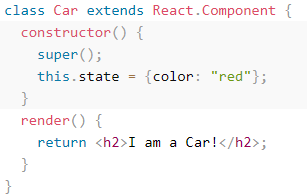 class Car extends React.Component {
  constructor() {
    super();
    this.state = {color: "red"};
  }
  render() {
    return <h2>I am a Car!</h2>;
  }
}